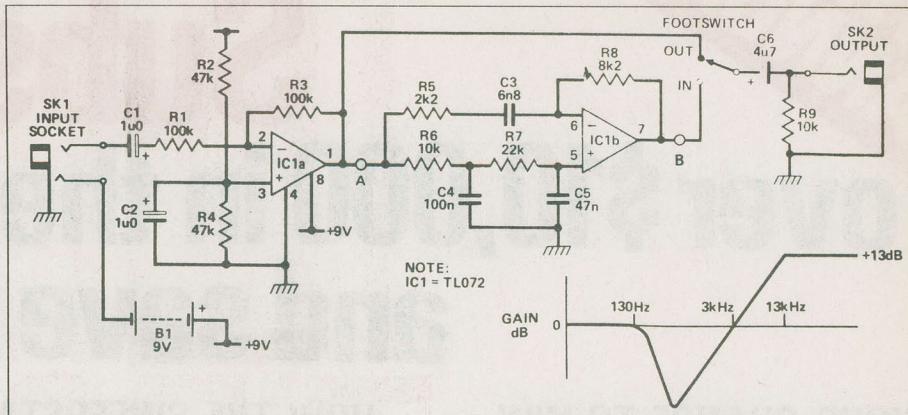 FOOTSWITCH
OUT
IN
C6
4u7
SK2
OUTPUT
R9
10k
R2
47k
R3
100k
SK1
INPUT
SOCKET
C1
1u0
+
R1
100k
2
−
IC1a
1
+
3
4
8
A
R5
2k2
C3
6n8
R8
8k2
6
−
IC1b
7
B
5
+
R6
10k
R7
22k
C4
100n
C5
47n
+
C2
1u0
R4
47k
+9V
NOTE:
IC1 = TL072
B1
9V
+
+9V
GAIN
dB
0
130Hz
3kHz
13kHz
+13dB
+